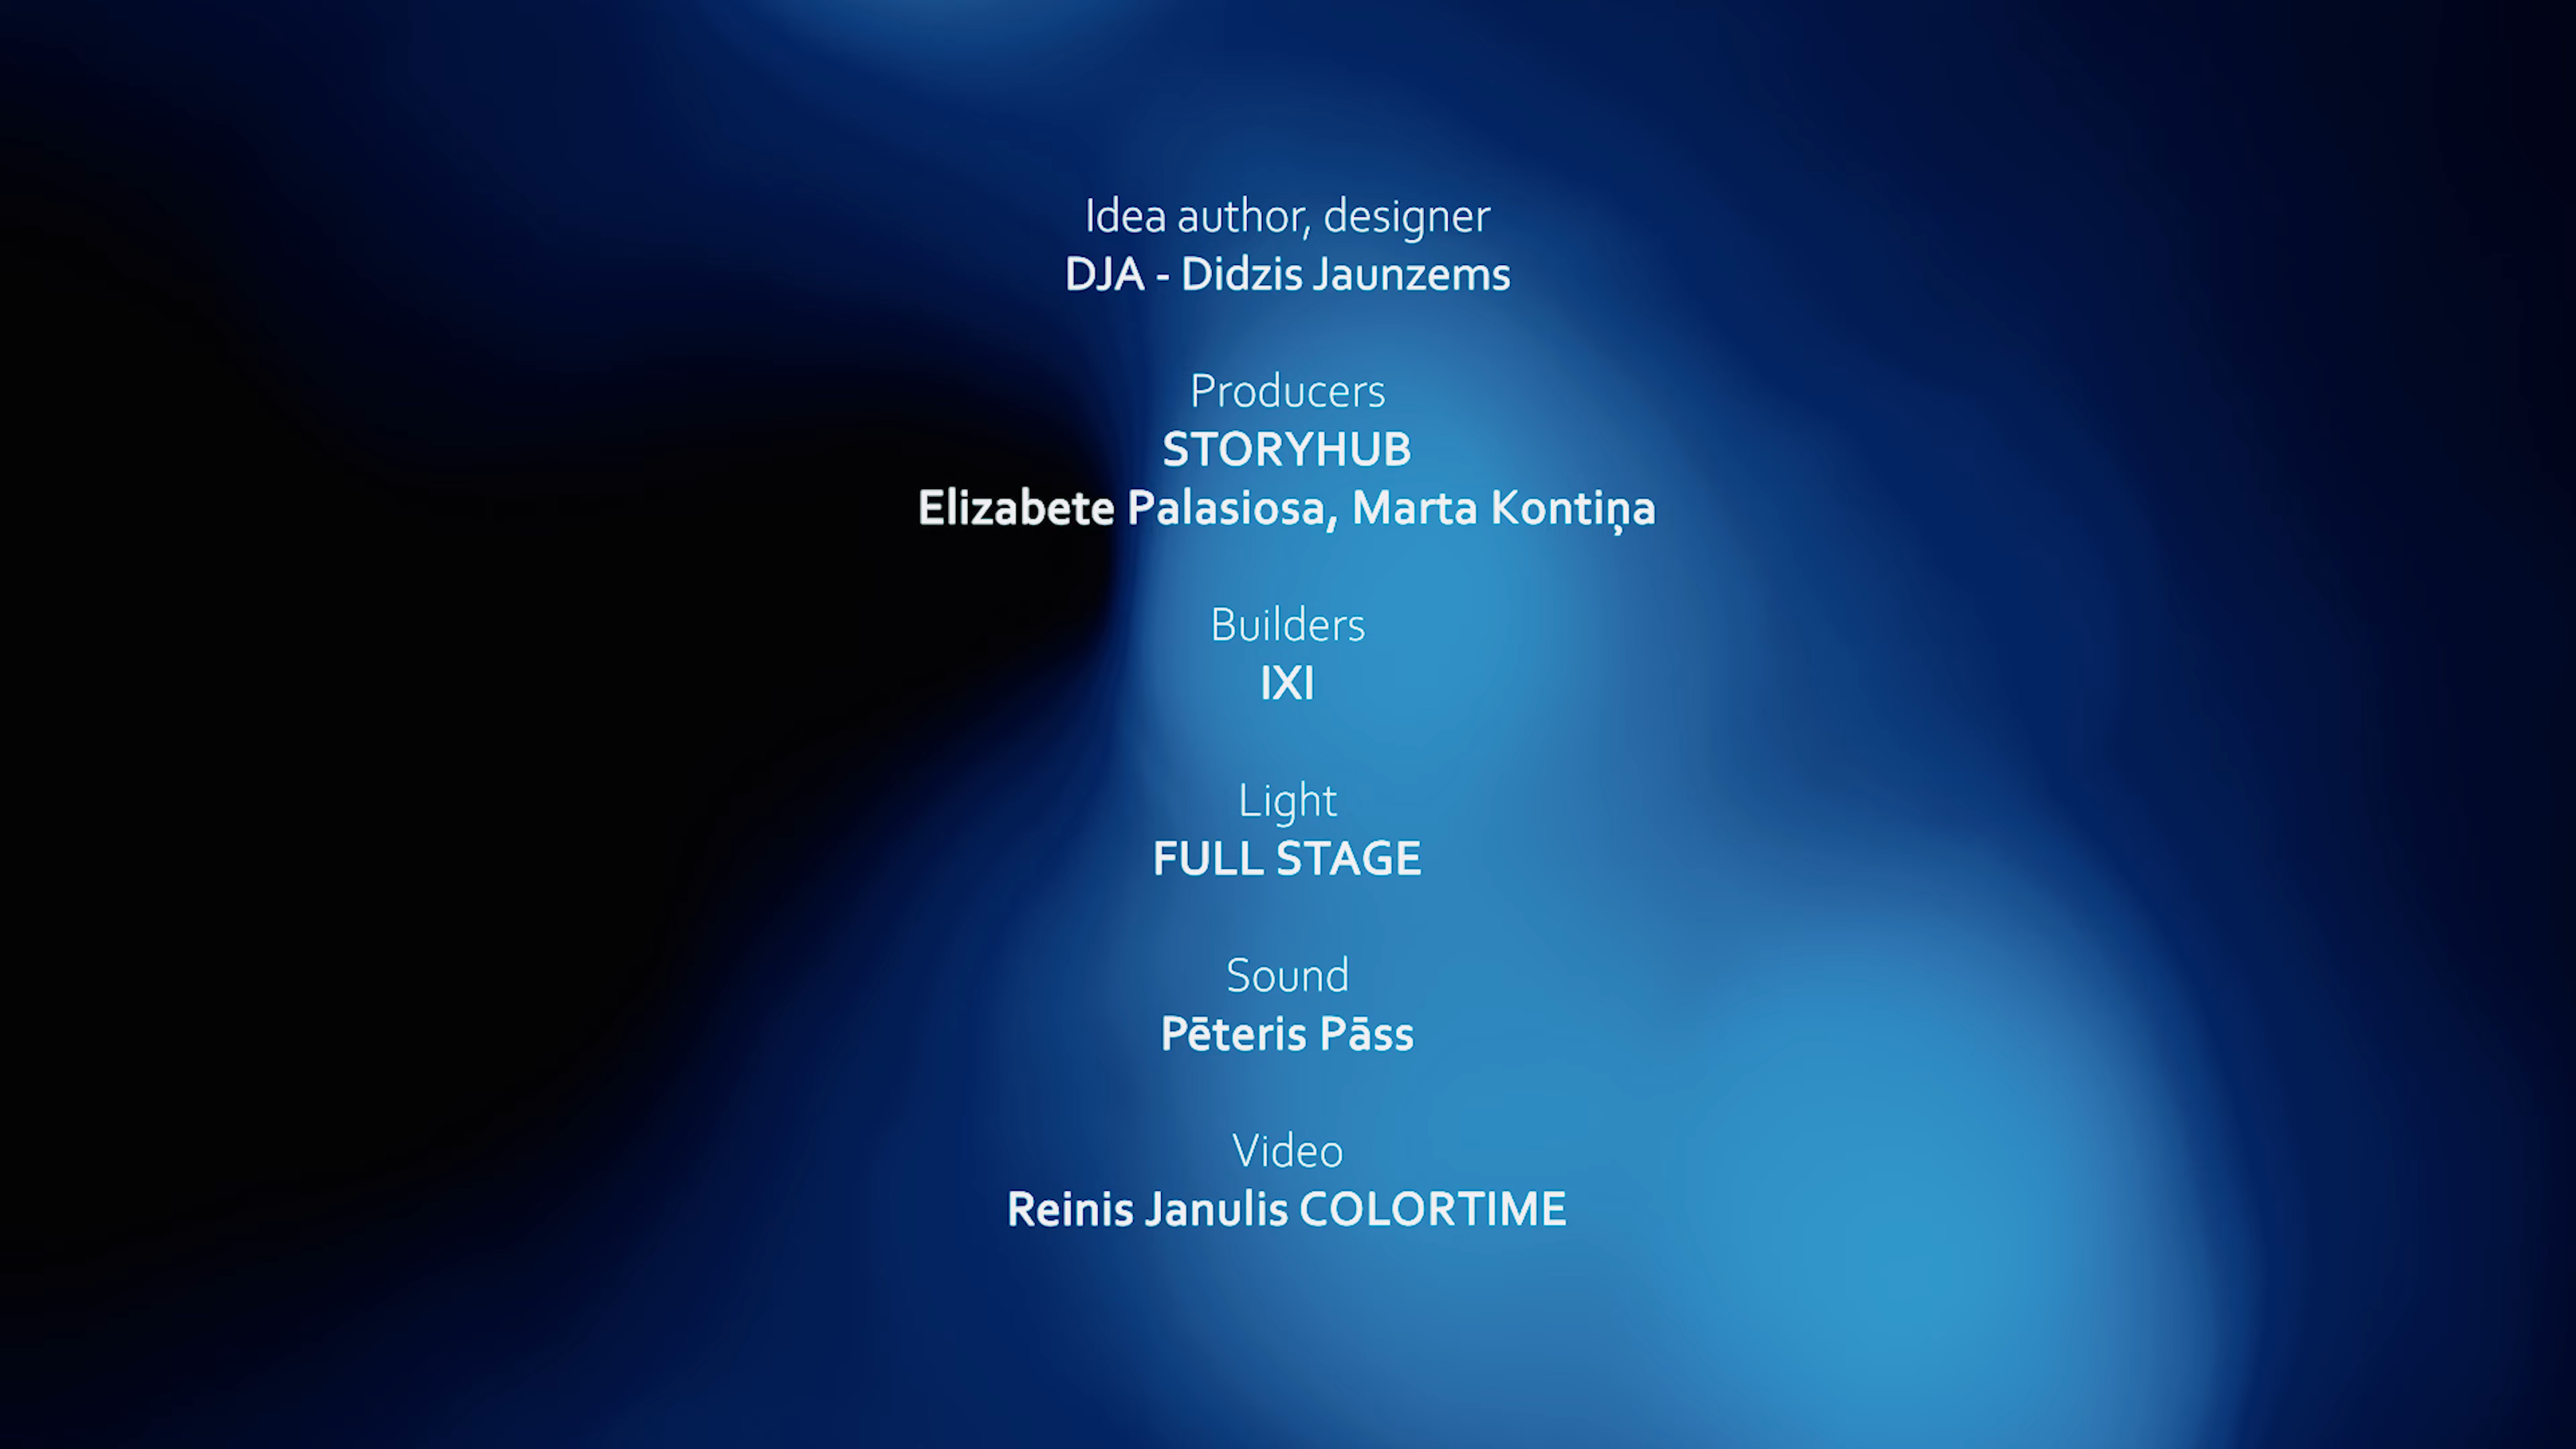 Idea author, designer
DJA - Didzis Jaunzems
Producers
STORYHUB
Elizabete Palasiosa, Marta Kontiņa
Builders
IXI
Light
FULL STAGE
Sound
Pēteris Pāss
Video
Reinis Janulis COLORTIME